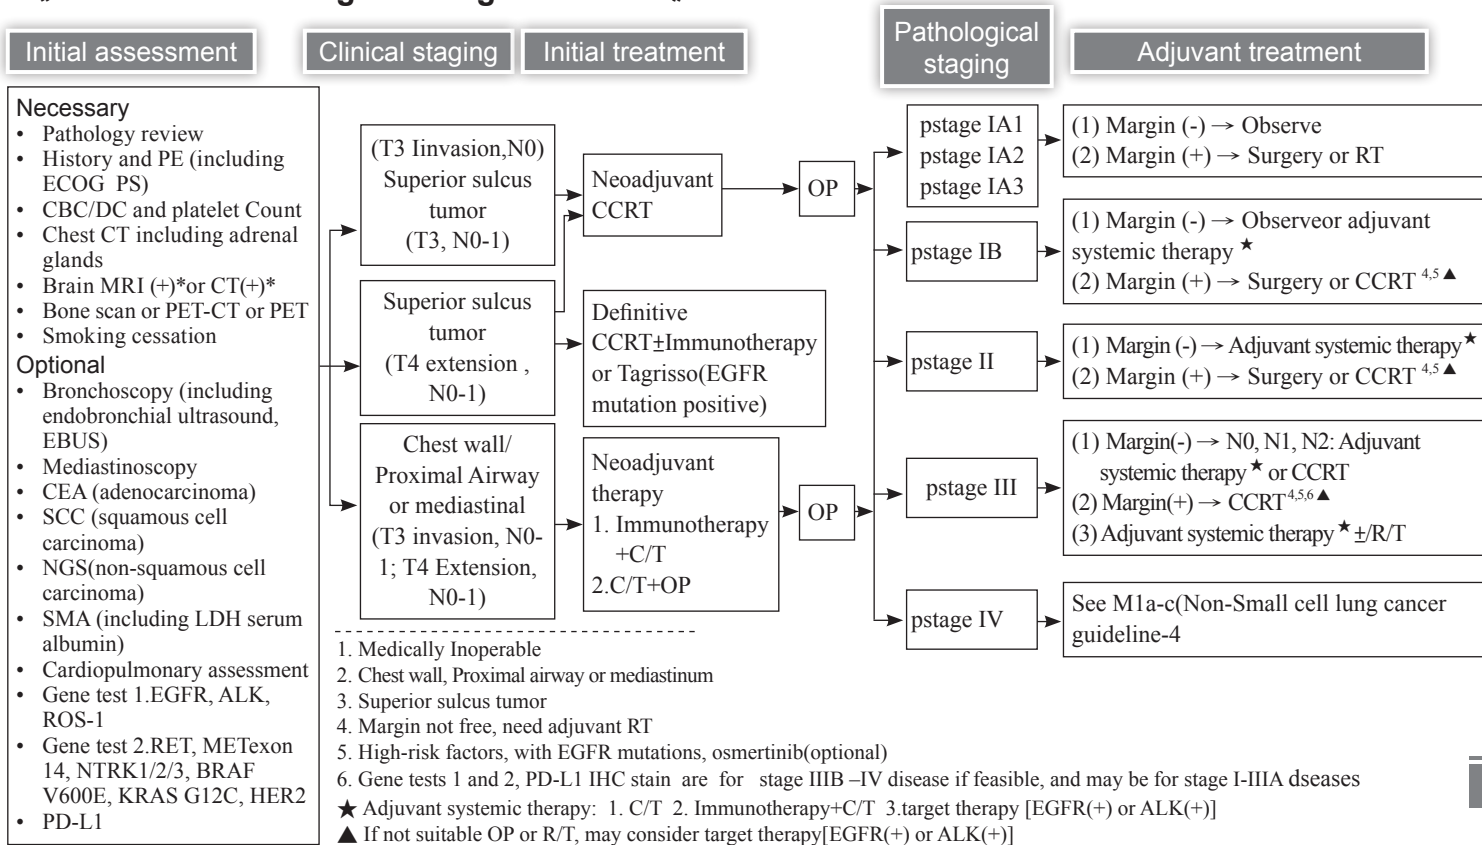 Initial assessment
Clinical staging
Initial treatment
Pathological
staging
Adjuvant treatment
Necessary
• Pathology review
• History and PE (including
ECOG PS)
• CBC/DC and platelet Count
• Chest CT including adrenal
glands
• Brain MRI (+)*or CT(+)*
• Bone scan or PET-CT or PET
• Smoking cessation
Optional
• Bronchoscopy (including
endobronchial ultrasound,
EBUS)
• Mediastinoscopy
• CEA (adenocarcinoma)
• SCC (squamous cell
carcinoma)
• NGS(non-squamous cell
carcinoma)
• SMA (including LDH serum
albumin)
• Cardiopulmonary assessment
• Gene test 1.EGFR, ALK,
ROS-1
• Gene test 2.RET, METexon
14, NTRK1/2/3, BRAF
V600E, KRAS G12C, HER2
• PD-L1
(T3 Iinvasion,N0)
Superior sulcus
tumor
(T3, N0-1)
Superior sulcus
tumor
(T4 extension ,
N0-1)
Chest wall/
Proximal Airway
or mediastinal
(T3 invasion, N0-
1; T4 Extension,
N0-1)
Neoadjuvant
CCRT
Definitive
CCRT±Immunotherapy
or Tagrisso(EGFR
mutation positive)
Neoadjuvant
therapy
1. Immunotherapy
+C/T
2.C/T+OP
OP
OP
pstage IA1
pstage IA2
pstage IA3
pstage IB
pstage II
pstage III
pstage IV
(1) Margin (-) → Observe
(2) Margin (+) → Surgery or RT
(1) Margin (-) → Observeor adjuvant
systemic therapy ★
(2) Margin (+) → Surgery or CCRT 4,5 ▲
(1) Margin (-) → Adjuvant systemic therapy ★
(2) Margin (+) → Surgery or CCRT 4,5 ▲
(1) Margin(-) → N0, N1, N2: Adjuvant
systemic therapy ★ or CCRT
(2) Margin(+) → CCRT 4,5,6 ▲
(3) Adjuvant systemic therapy ★ ±/R/T
See M1a-c(Non-Small cell lung cancer
guideline-4
1. Medically Inoperable
2. Chest wall, Proximal airway or mediastinum
3. Superior sulcus tumor
4. Margin not free, need adjuvant RT
5. High-risk factors, with EGFR mutations, osmertinib(optional)
6. Gene tests 1 and 2, PD-L1 IHC stain are for stage IIIB –IV disease if feasible, and may be for stage I-IIIA dseases
★ Adjuvant systemic therapy: 1. C/T 2. Immunotherapy+C/T 3.target therapy [EGFR(+) or ALK(+)]
▲ If not suitable OP or R/T, may consider target therapy[EGFR(+) or ALK(+)]